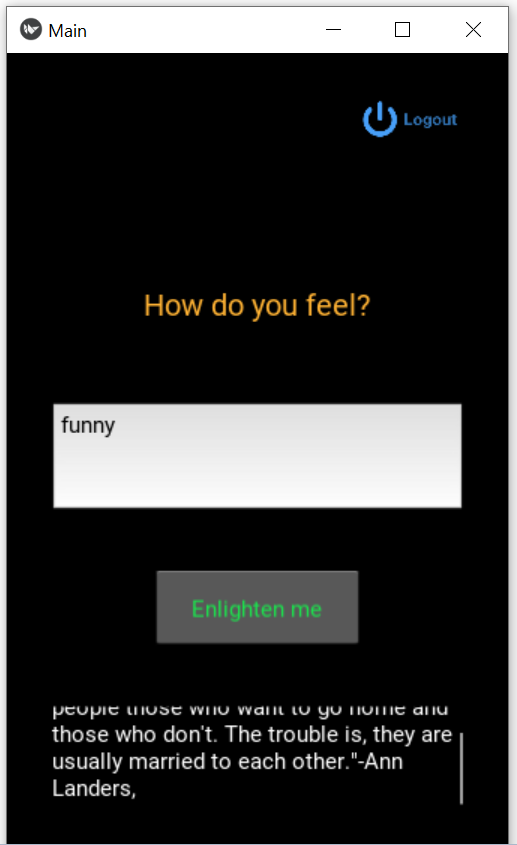 Main
Logout
How do you feel?
funny
Enlighten me
people those who want to go home and
those who don't. The trouble is, they are
usually married to each other."-Ann
Landers,